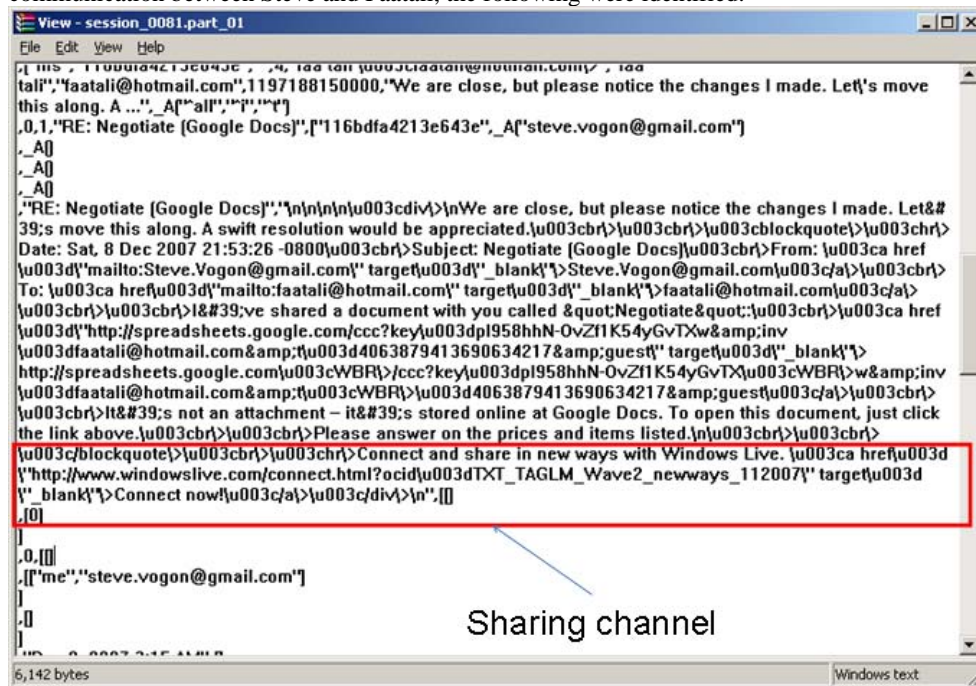 communication between Steve and Faatali, the following were identified:
View - session_0081.part_01
File Edit View Help
tali","faatali@hotmail.com",1197188150000,"We are close, but please notice the changes I made. Let\'s move
this along. A ...",_A["^all","^i","^t"]
,0,1,"RE: Negotiate (Google Docs)",["116bdfa4213e643e",_A["steve.vogon@gmail.com"]
,_A[]
,_A[]
,_A[]
,"RE: Negotiate (Google Docs)","\n\n\n\n\u003cdiv\>\nWe are close, but please notice the changes I made. Let&#
39;s move this along. A swift resolution would be appreciated.\u003cbr\>\u003cbr\>\u003cblockquote\>\u003chr\>
Date: Sat, 8 Dec 2007 21:53:26 -0800\u003cbr\>Subject: Negotiate (Google Docs)\u003cbr\>From: \u003ca href
\u003d\"mailto:Steve.Vogon@gmail.com\" target\u003d\"_blank\"\>Steve.Vogon@gmail.com\u003c/a\>\u003cbr\>
To: \u003ca href\u003d\"mailto:faatali@hotmail.com\" target\u003d\"_blank\"\>faatali@hotmail.com\u003c/a\>
\u003cbr\>\u003cbr\>I&#39;ve shared a document with you called &quot;Negotiate&quot;:\u003cbr\>\u003ca href
\u003d\"http://spreadsheets.google.com/ccc?key\u003dpl958hhN-OvZf1K54yGvTXw&amp;inv
\u003dfaatali@hotmail.com&amp;t\u003d4063879413690634217&amp;guest\" target\u003d\"_blank\"\>
http://spreadsheets.google.com\u003cWBR\>/ccc?key\u003dpl958hhN-OvZf1K54yGvTX\u003cWBR\>w&amp;inv
\u003dfaatali@hotmail.com&amp;t\u003cWBR\>\u003d4063879413690634217&amp;guest\u003c/a\>\u003cbr\>
\u003cbr\>It&#39;s not an attachment – it&#39;s stored online at Google Docs. To open this document, just click
the link above.\u003cbr\>\u003cbr\>Please answer on the prices and items listed.\n\u003cbr\>\u003cbr\>
\u003c/blockquote\>\u003cbr\>\u003chr\>Connect and share in new ways with Windows Live. \u003ca href\u003d
\"http://www.windowslive.com/connect.html?ocid\u003dTXT_TAGLM_Wave2_newways_112007\" target\u003d
\"_blank\"\>Connect now!\u003c/a\>\u003c/div\>\n",[[]
,[0]
]
,0,[[]
,[["me","steve.vogon@gmail.com"]
]
,[]
]
Sharing channel
6,142 bytes Windows text